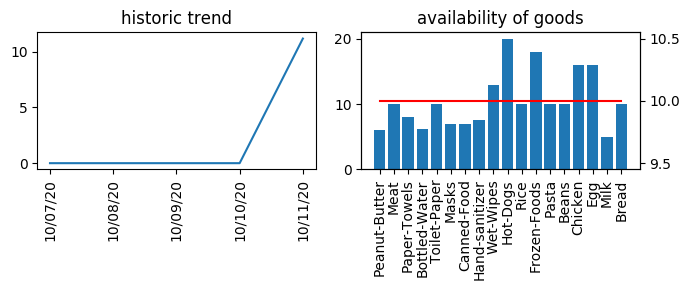 historic trend
availability of goods
10
5
0
10/07/20
10/08/20
10/09/20
10/10/20
10/11/20
20
10
0
10.5
10.0
9.5
Peanut-Butter
Meat
Paper-Towels
Bottled-Water
Toilet-Paper
Masks
Canned-Food
Hand-sanitizer
Wet-Wipes
Hot-Dogs
Rice
Frozen-Foods
Pasta
Beans
Chicken
Egg
Milk
Bread